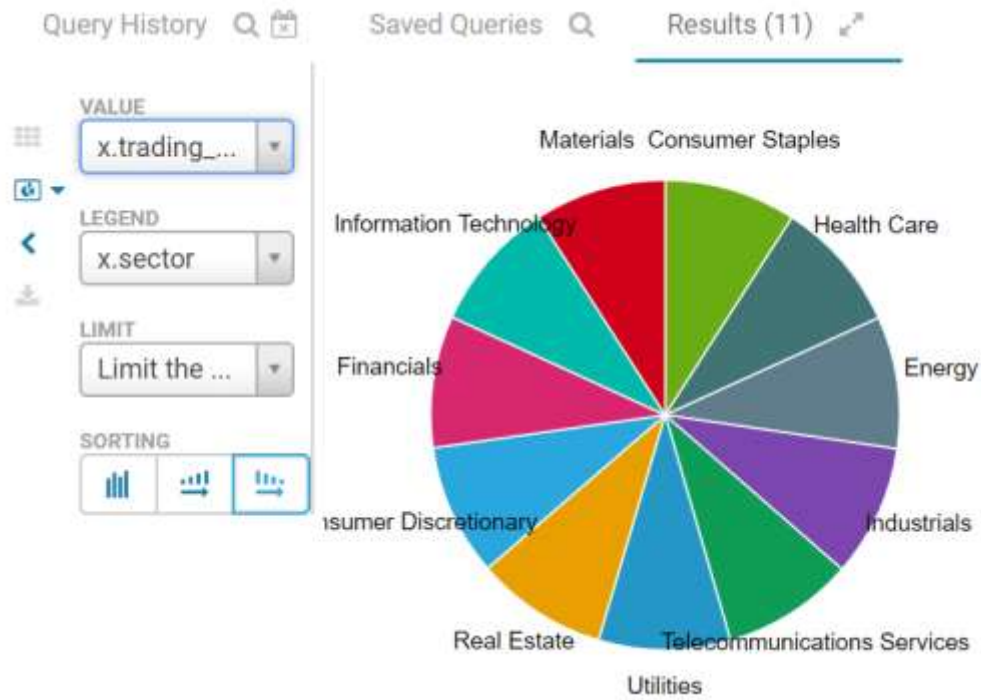 Query History
Saved Queries
Results (11)
VALUE
x.trading_...
LEGEND
x.sector
LIMIT
Limit the ...
SORTING
Materials Consumer Staples
Information Technology
Health Care
Financials
Energy
nsumer Discretionary
Industrials
Real Estate
Telecommunications Services
Utilities